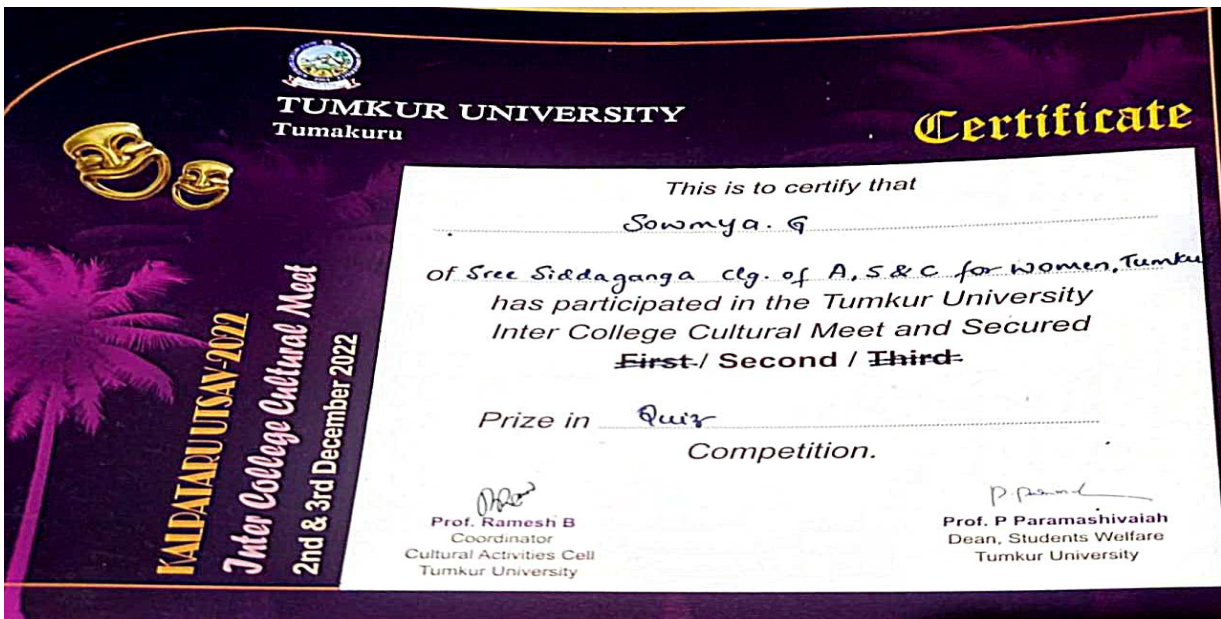 TUMKUR UNIVERSITY
Tumakuru
Certificate
This is to certify that
Sowmya. G
of Sree Siddaganga clg. of A, S & C for women, Tumku
has participated in the Tumkur University
Inter College Cultural Meet and Secured
First / Second / Third
Prize in Quiz
Competition.
Prof. Ramesh B
Coordinator
Cultural Activities Cell
Tumkur University
Prof. P Paramashivaiah
Dean, Students Welfare
Tumkur University
KALPATARU UTSAV-2022
Inter College Cultural Meet
2nd & 3rd December 2022